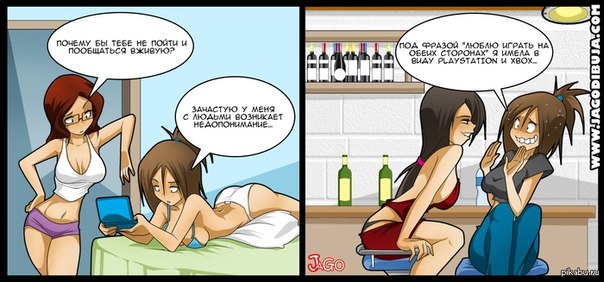 ПОЧЕМУ БЫ ТЕБЕ НЕ ПОЙТИ И
ПООБЩАТЬСЯ ВЖИВУЮ?
ЗАЧАСТУЮ У МЕНЯ
С ЛЮДЬМИ ВОЗНИКАЕТ
НЕДОПОНИМАНИЕ...
ПОД ФРАЗОЙ "ЛЮБЛЮ ИГРАТЬ НА
ОБЕИХ СТОРОНАХ" Я ИМЕЛА В
ВИДУ PLAYSTATION И XBOX...
WWW.JAGODIBUJA.COM
JAGO
pikabu.ru